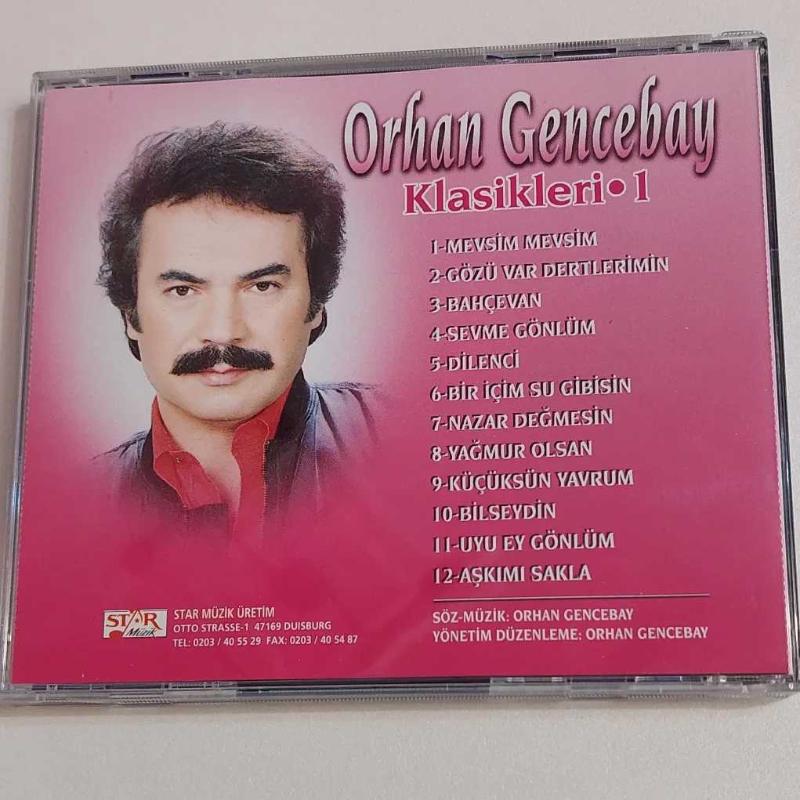 Orhan Gencebay
Klasikleri•1
1-MEVSİM MEVSİM
2-GÖZÜ VAR DERTLERİMİN
3-BAHÇEVAN
4-SEVME GÖNLÜM
5-DİLENCİ
6-BİR İÇİM SU GİBİSİN
7-NAZAR DEĞMESİN
8-YAĞMUR OLSAN
9-KÜÇÜKSÜN YAVRUM
10-BİLSEYDİN
11-UYU EY GÖNLÜM
12-AŞKIMI SAKLA
SÖZ-MÜZİK: ORHAN GENCEBAY
YÖNETİM DÜZENLEME: ORHAN GENCEBAY
STAR
Müzik
STAR MÜZİK ÜRETİM
OTTO STRASSE-1 47169 DUISBURG
TEL: 0203 / 40 55 29 FAX: 0203 / 40 54 87